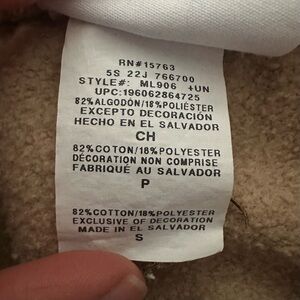 RN#15763
5S 22J 766700
STYLE#: ML906 +UN
UPC:196062864725
82%ALGODÓN/18%POLIÉSTER
EXCEPTO DECORACIÓN
HECHO EN EL SALVADOR
CH
82%COTON/18%POLYESTER
DÉCORATION NON COMPRISE
FABRIQUÉ AU SALVADOR
P
82%COTTON/18%POLYESTER
EXCLUSIVE OF DECORATION
MADE IN EL SALVADOR
S